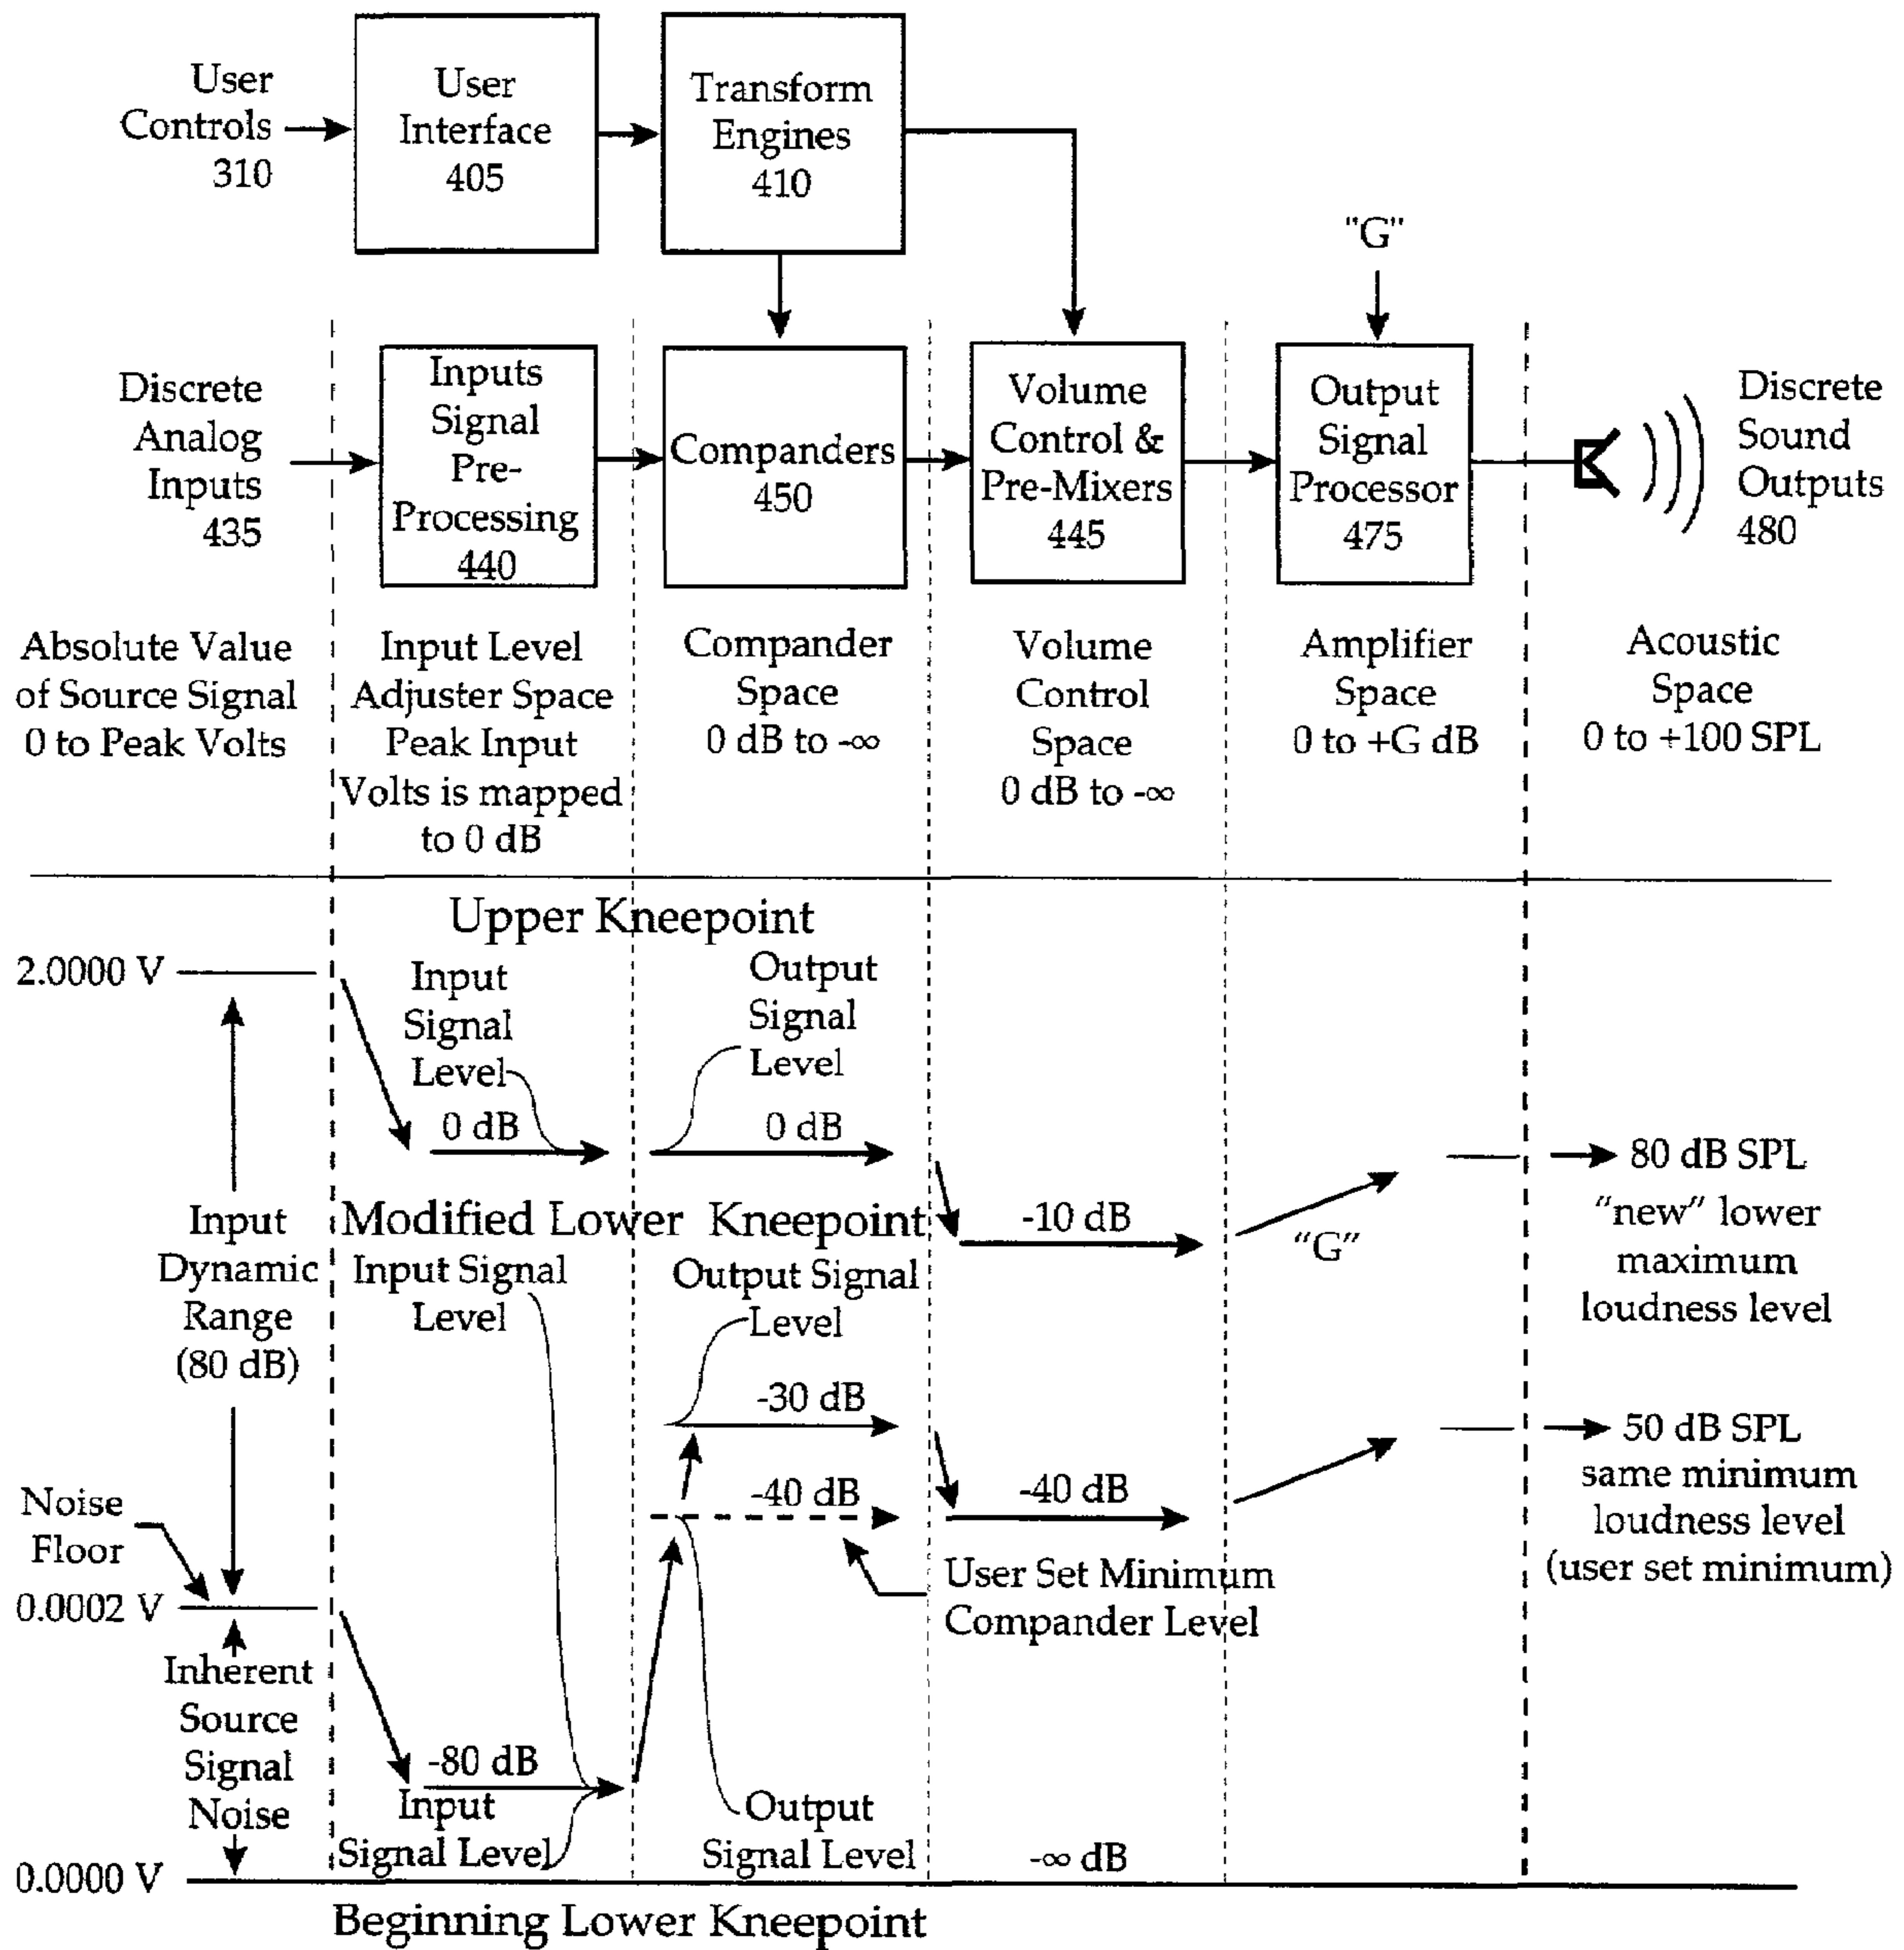 User
Controls
310
User
Interface
405
Transform
Engines
410
"G"
Discrete
Analog
Inputs
435
Inputs
Signal
Pre-
Processing
440
Companders
450
Volume
Control &
Pre-Mixers
445
Output
Signal
Processor
475
Discrete
Sound
Outputs
480
Absolute Value
of Source Signal
0 to Peak Volts
Input Level
Adjuster Space
Peak Input
Volts is mapped
to 0 dB
Compander
Space
0 dB to -∞
Volume
Control
Space
0 dB to -∞
Amplifier
Space
0 to +G dB
Acoustic
Space
0 to +100 SPL
Upper Kneepoint
2.0000 V
Input
Signal
Level
0 dB
Output
Signal
Level
0 dB
Input
Dynamic
Range
(80 dB)
Modified Lower Kneepoint
Input Signal
Level
Output Signal
Level
-10 dB
"G"
80 dB SPL
"new" lower
maximum
loudness level
-30 dB
-40 dB
-40 dB
50 dB SPL
same minimum
loudness level
(user set minimum)
User Set Minimum
Compander Level
Noise
Floor
0.0002 V
Inherent
Source
Signal
Noise
-80 dB
Input
Signal Level
Output
Signal Level
-∞ dB
0.0000 V
Beginning Lower Kneepoint